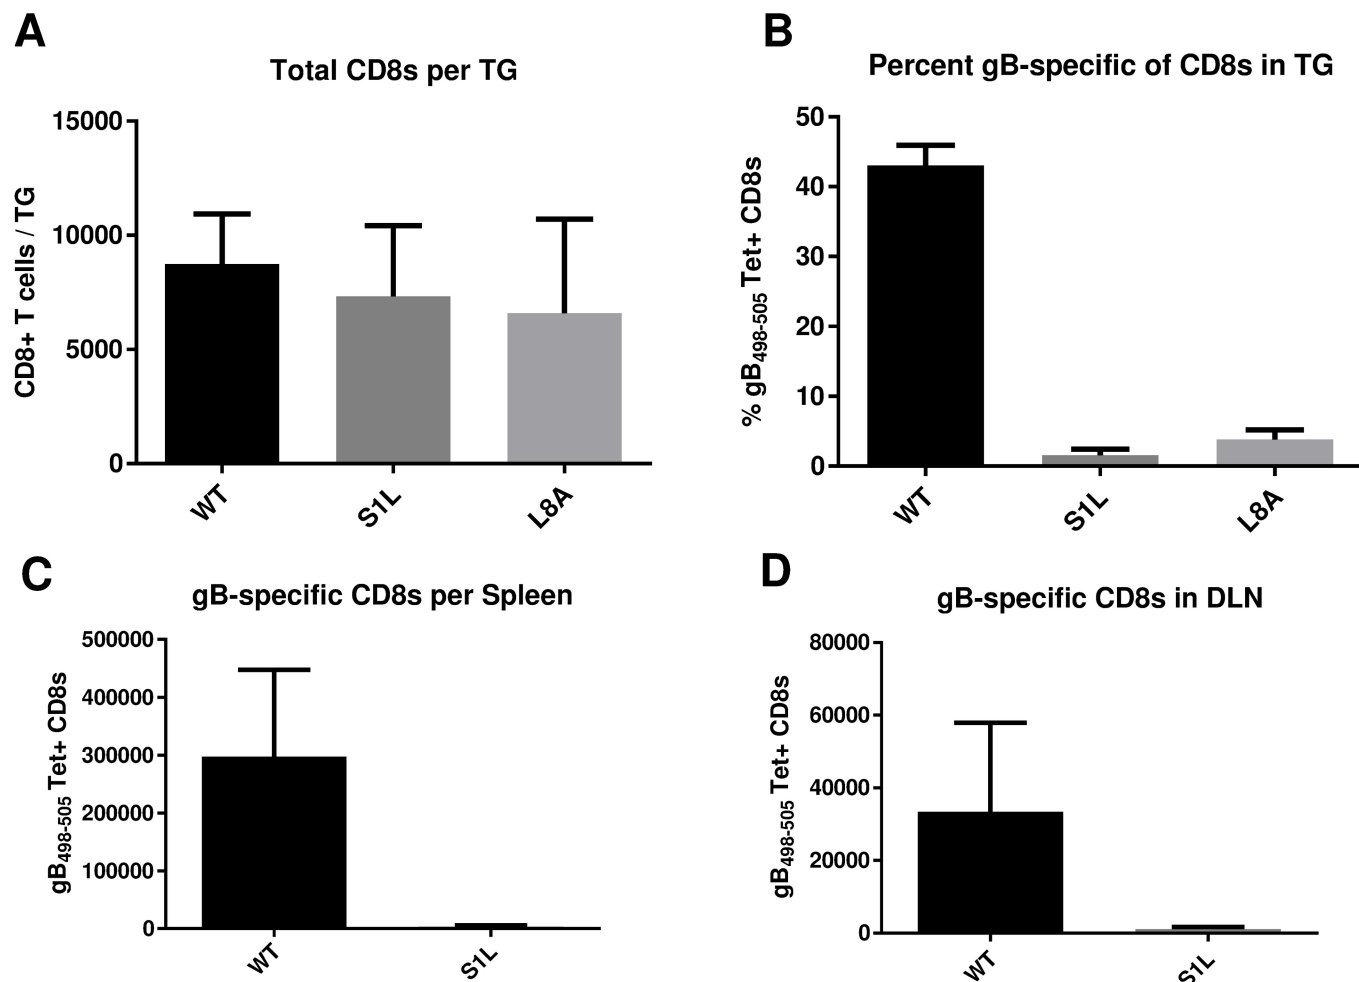 A
Total CD8s per TG
CD8+ T cells / TG
15000
10000
5000
0
WT
S1L
L8A
B
Percent gB-specific of CD8s in TG
% gB498-505 Tet+ CD8s
50
40
30
20
10
0
WT
S1L
L8A
C
gB-specific CD8s per Spleen
gB498-505 Tet+ CD8s
500000
400000
300000
200000
100000
0
WT
S1L
D
gB-specific CD8s in DLN
gB498-505 Tet+ CD8s
80000
60000
40000
20000
0
WT
S1L